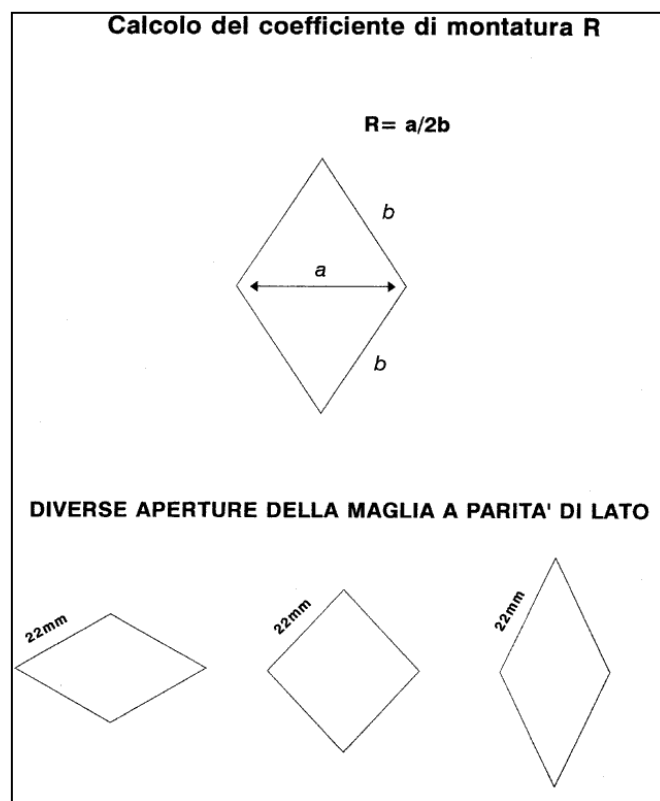 Calcolo del coefficiente di montatura R
R= a/2b
b
a
b
DIVERSE APERTURE DELLA MAGLIA A PARITA' DI LATO
22mm
22mm
22mm